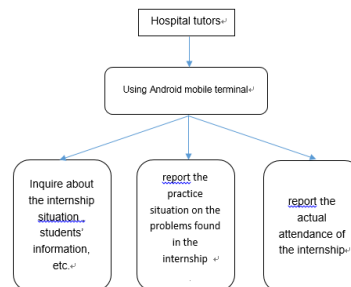 Hospital tutors↵
Using Android mobile terminal↵
Inquire about
the internship
situation ,
students'
information,
etc.↵
report the
practice
situation on the
problems found
in the
internship ↵
report the
actual
attendance of
the internship↵